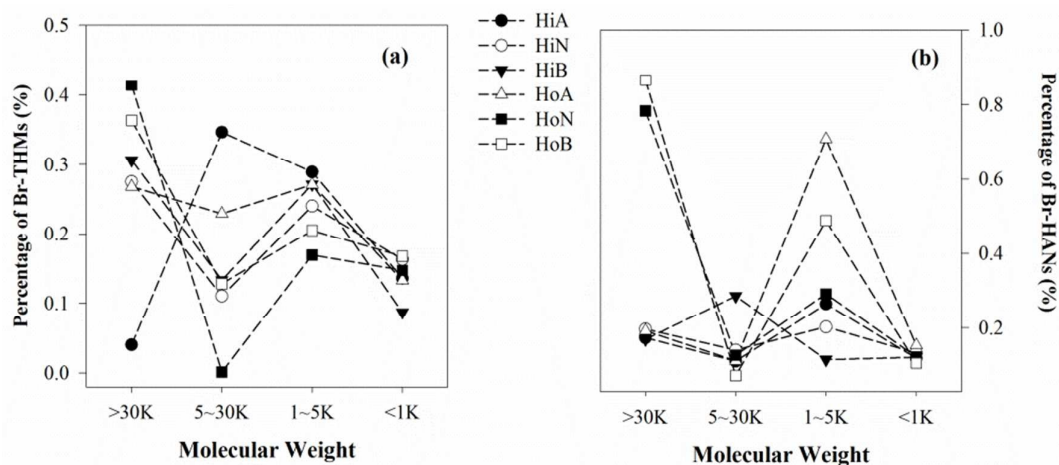 0.5
0.4
0.3
0.2
0.1
0.0
Percentage of Br-THMs (%)
(a)
>30K
5~30K
1~5K
<1K
Molecular Weight
HiA
HiN
HiB
HoA
HoN
HoB
(b)
1.0
0.8
0.6
0.4
0.2
Percentage of Br-HANs (%)
>30K
5~30K
1~5K
<1K
Molecular Weight